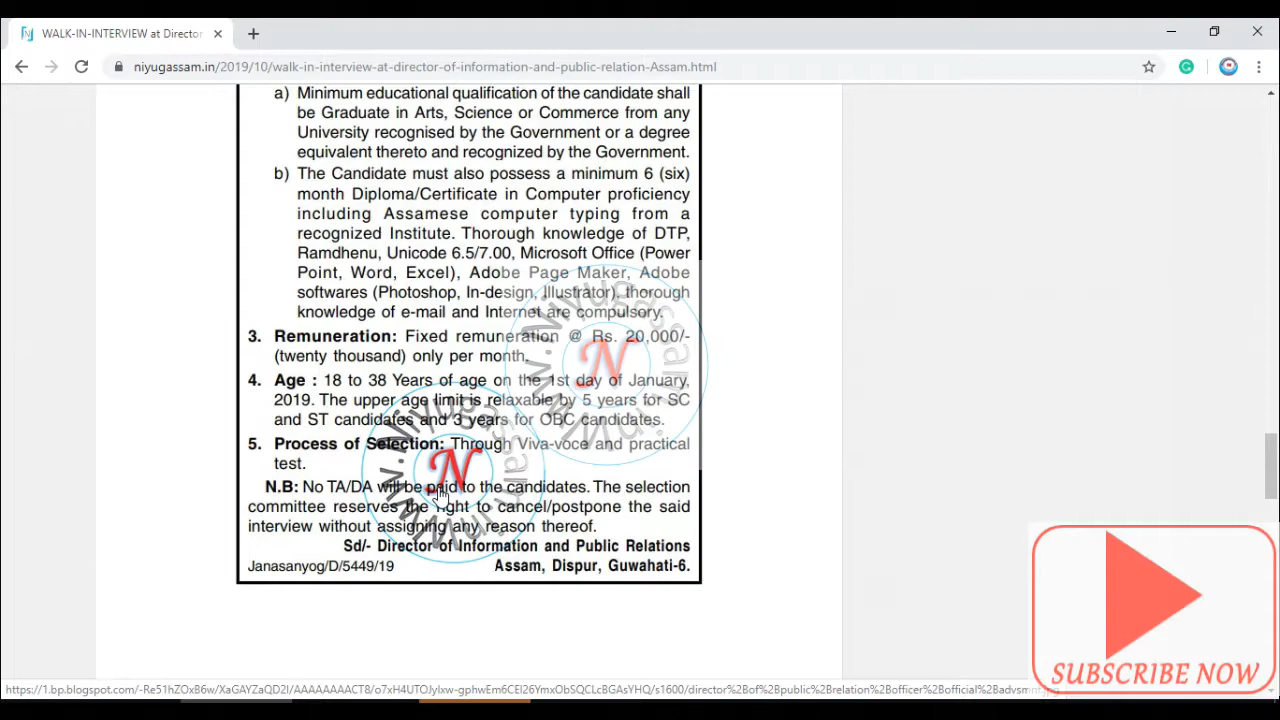 WALK-IN-INTERVIEW at Director
niyugassam.in/2019/10/walk-in-interview-at-director-of-information-and-public-relation-Assam.html
a) Minimum educational qualification of the candidate shall
be Graduate in Arts, Science or Commerce from any
University recognised by the Government or a degree
equivalent thereto and recognized by the Government.
b) The Candidate must also possess a minimum 6 (six)
month Diploma/Certificate in Computer proficiency
including Assamese computer typing from a
recognized Institute. Thorough knowledge of DTP,
Ramdhenu, Unicode 6.5/7.00, Microsoft Office (Power
Point, Word, Excel), Adobe Page Maker, Adobe
softwares (Photoshop, In-design, Illustrator), thorough
knowledge of e-mail and Internet are compulsory.
3. Remuneration: Fixed remuneration @ Rs. 20,000/-
(twenty thousand) only per month.
4. Age : 18 to 38 Years of age on the 1st day of January,
2019. The upper age limit is relaxable by 5 years for SC
and ST candidates and 3 years for OBC candidates.
5. Process of Selection: Through Viva-voce and practical
test.
N.B: No TA/DA will be paid to the candidates. The selection
committee reserves the right to cancel/postpone the said
interview without assigning any reason thereof.
Sd/- Director of Information and Public Relations
Janasanyog/D/5449/19 Assam, Dispur, Guwahati-6.
www.Niyugassam.in
N
www.Niyugassam.in
N
SUBSCRIBE NOW